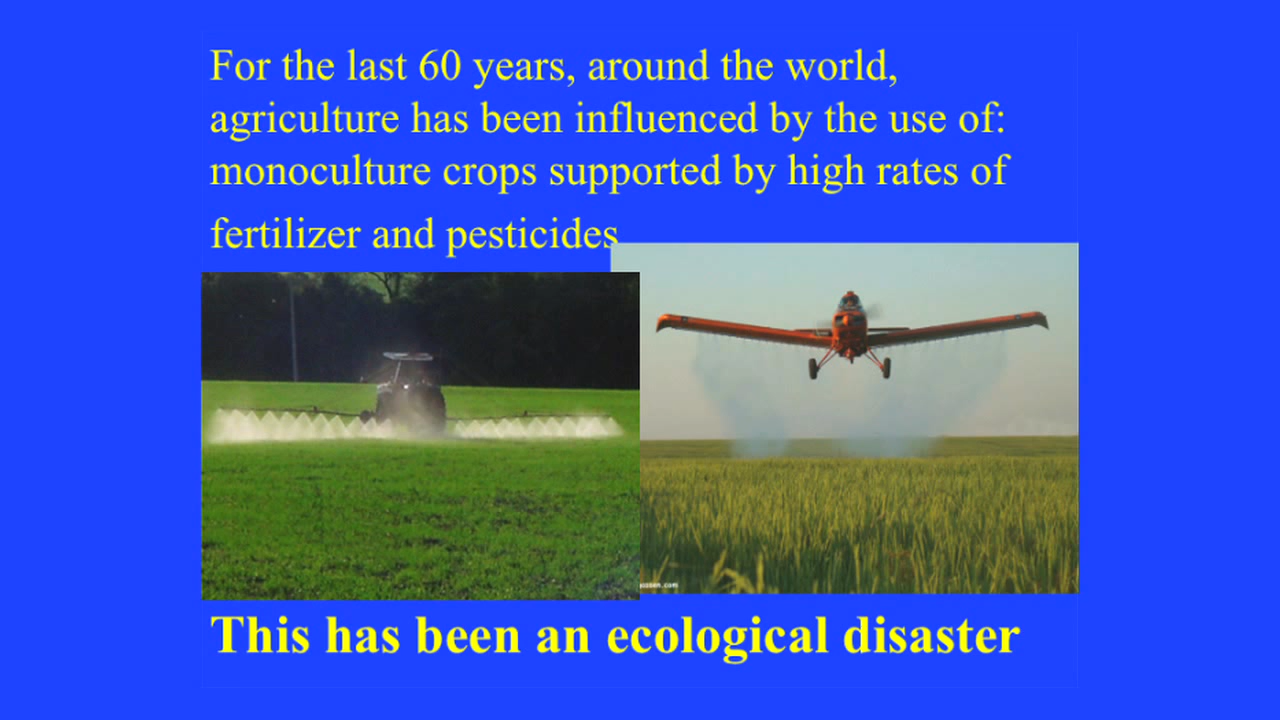 For the last 60 years, around the world,
agriculture has been influenced by the use of:
monoculture crops supported by high rates of
fertilizer and pesticides
This has been an ecological disaster